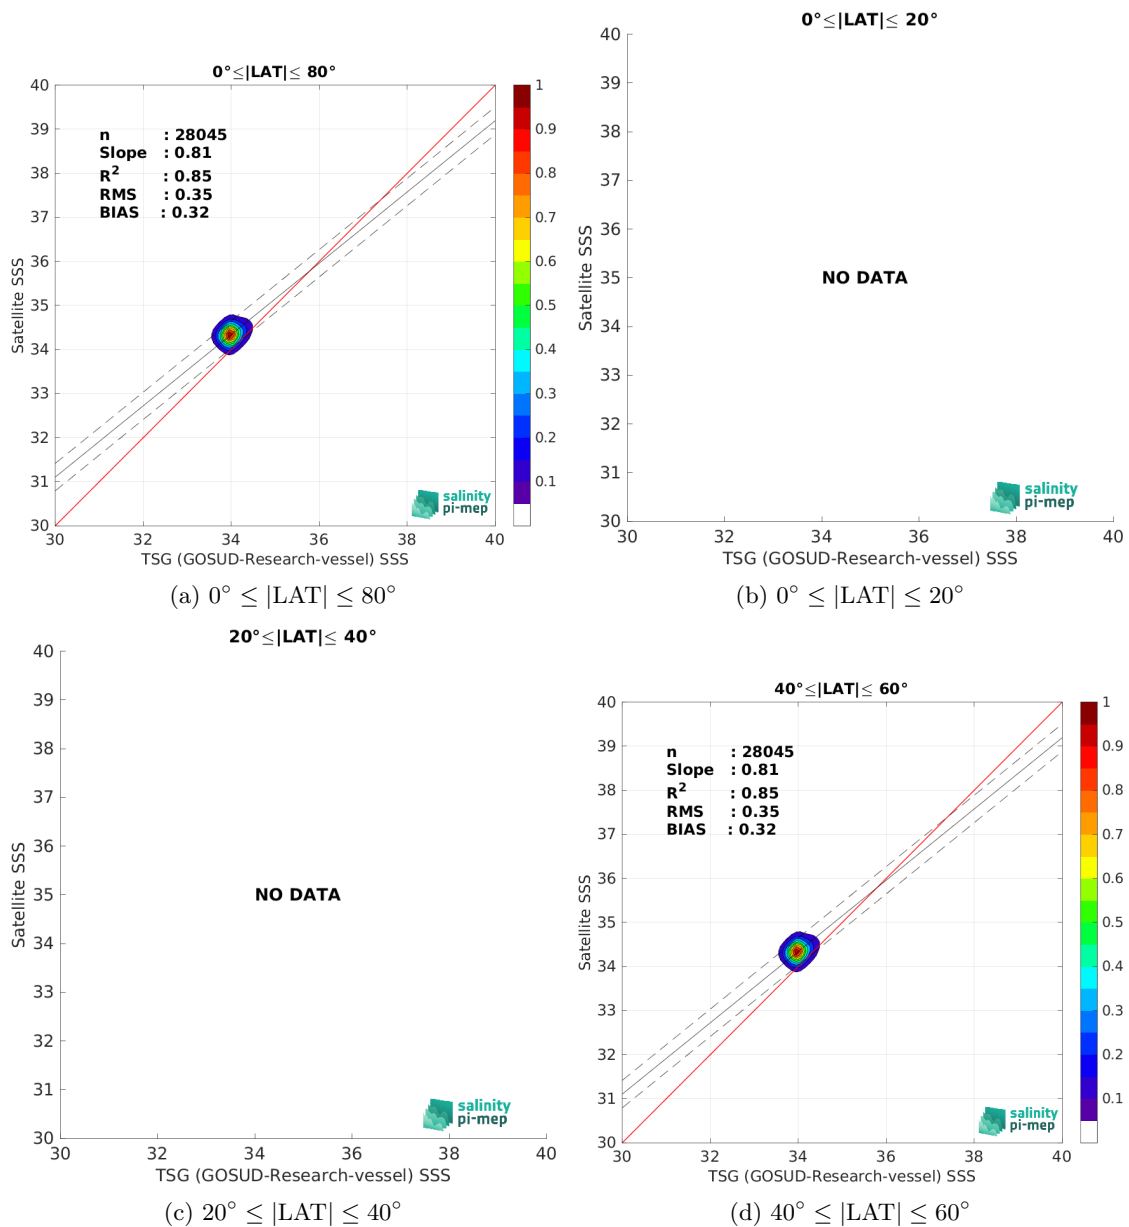 0°≤|LAT|≤ 80°
n : 28045
Slope : 0.81
R² : 0.85
RMS : 0.35
BIAS : 0.32
40
39
38
37
36
35
34
33
32
31
30
Satellite SSS
30 32 34 36 38 40
TSG (GOSUD-Research-vessel) SSS
1
0.9
0.8
0.7
0.6
0.5
0.4
0.3
0.2
0.1
salinity
pi-mep
(a) 0° ≤ |LAT| ≤ 80°
0°≤|LAT|≤ 20°
40
39
38
37
36
35
34
33
32
31
30
Satellite SSS
NO DATA
salinity
pi-mep
30 32 34 36 38 40
TSG (GOSUD-Research-vessel) SSS
(b) 0° ≤ |LAT| ≤ 20°
20°≤|LAT|≤ 40°
40
39
38
37
36
35
34
33
32
31
30
Satellite SSS
NO DATA
salinity
pi-mep
30 32 34 36 38 40
TSG (GOSUD-Research-vessel) SSS
(c) 20° ≤ |LAT| ≤ 40°
40°≤|LAT|≤ 60°
n : 28045
Slope : 0.81
R² : 0.85
RMS : 0.35
BIAS : 0.32
40
39
38
37
36
35
34
33
32
31
30
Satellite SSS
30 32 34 36 38 40
TSG (GOSUD-Research-vessel) SSS
1
0.9
0.8
0.7
0.6
0.5
0.4
0.3
0.2
0.1
salinity
pi-mep
(d) 40° ≤ |LAT| ≤ 60°